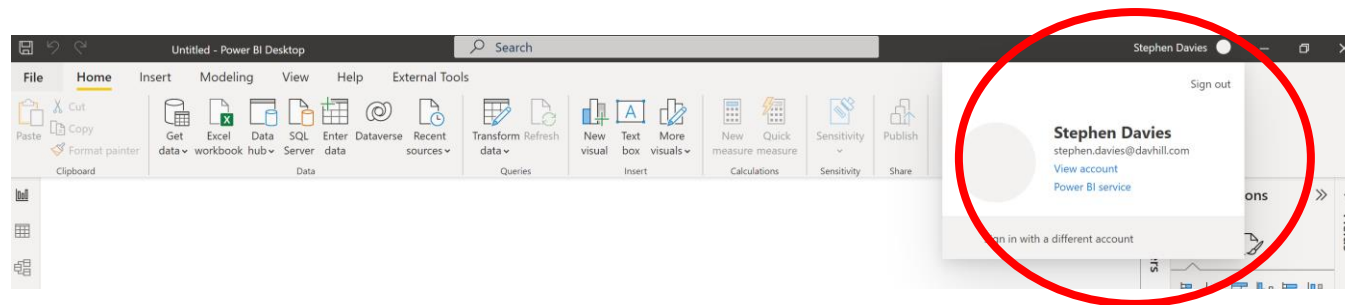 Untitled - Power BI Desktop
Search
Stephen Davies
File Home Insert Modeling View Help External Tools
Sign out
Paste
Cut
Copy
Format painter
Clipboard
Get data
Excel workbook
Data hub
SQL Server
Enter data
Dataverse
Recent sources
Data
Transform data
Refresh
Queries
New visual
Text box
More visuals
Insert
New measure
Quick measure
Calculations
Sensitivity
Sensitivity
Publish
Share
Stephen Davies
stephen.davies@davhill.com
View account
Power BI service
Sign in with a different account
ons